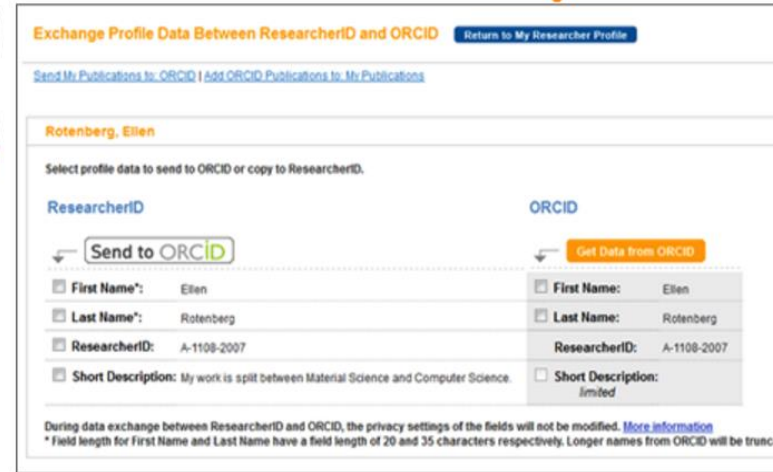 Exchange Profile Data Between ResearcherID and ORCID Return to My Researcher Profile
Send My Publications to: ORCID | Add ORCID Publications to: My Publications
Rotenberg, Ellen
Select profile data to send to ORCID or copy to ResearcherID.
ResearcherID ORCID
Send to ORCID Get Data from ORCID
First Name*: Ellen First Name: Ellen
Last Name*: Rotenberg Last Name: Rotenberg
ResearcherID: A-1108-2007 ResearcherID: A-1108-2007
Short Description: My work is split between Material Science and Computer Science. Short Description:
limited
During data exchange between ResearcherID and ORCID, the privacy settings of the fields will not be modified. More information
* Field length for First Name and Last Name have a field length of 20 and 35 characters respectively. Longer names from ORCID will be trunc